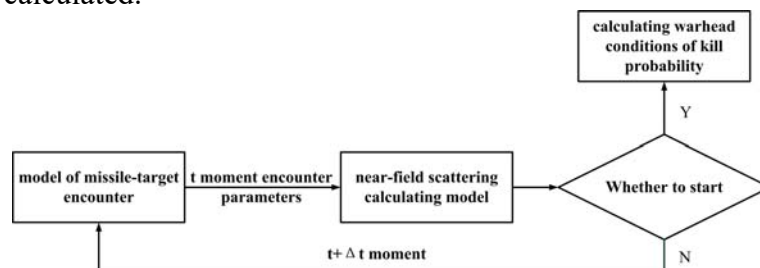 calculated.
calculating warhead
conditions of kill
probability
Y
model of missile-target
encounter
t moment encounter
parameters
near-field scattering
calculating model
Whether to start
t+ Δ t moment
N